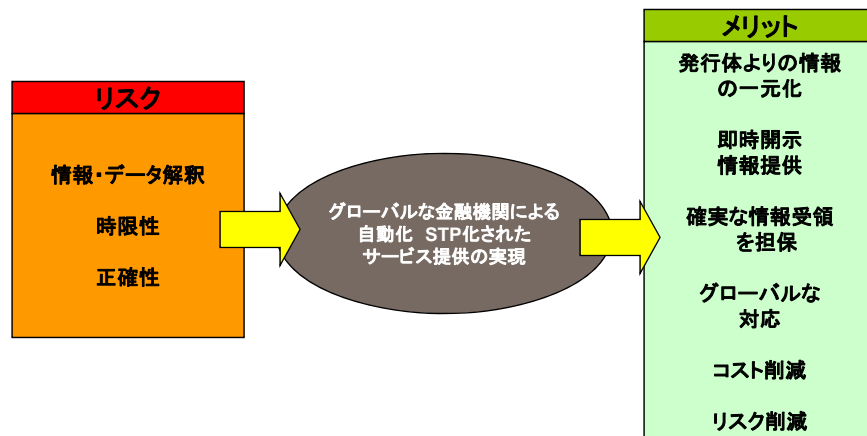 リスク
情報・データ解釈
時限性
正確性
グローバルな金融機関による
自動化　STP化された
サービス提供の実現
メリット
発行体よりの情報
の一元化
即時開示
情報提供
確実な情報受領
を担保
グローバルな
対応
コスト削減
リスク削減